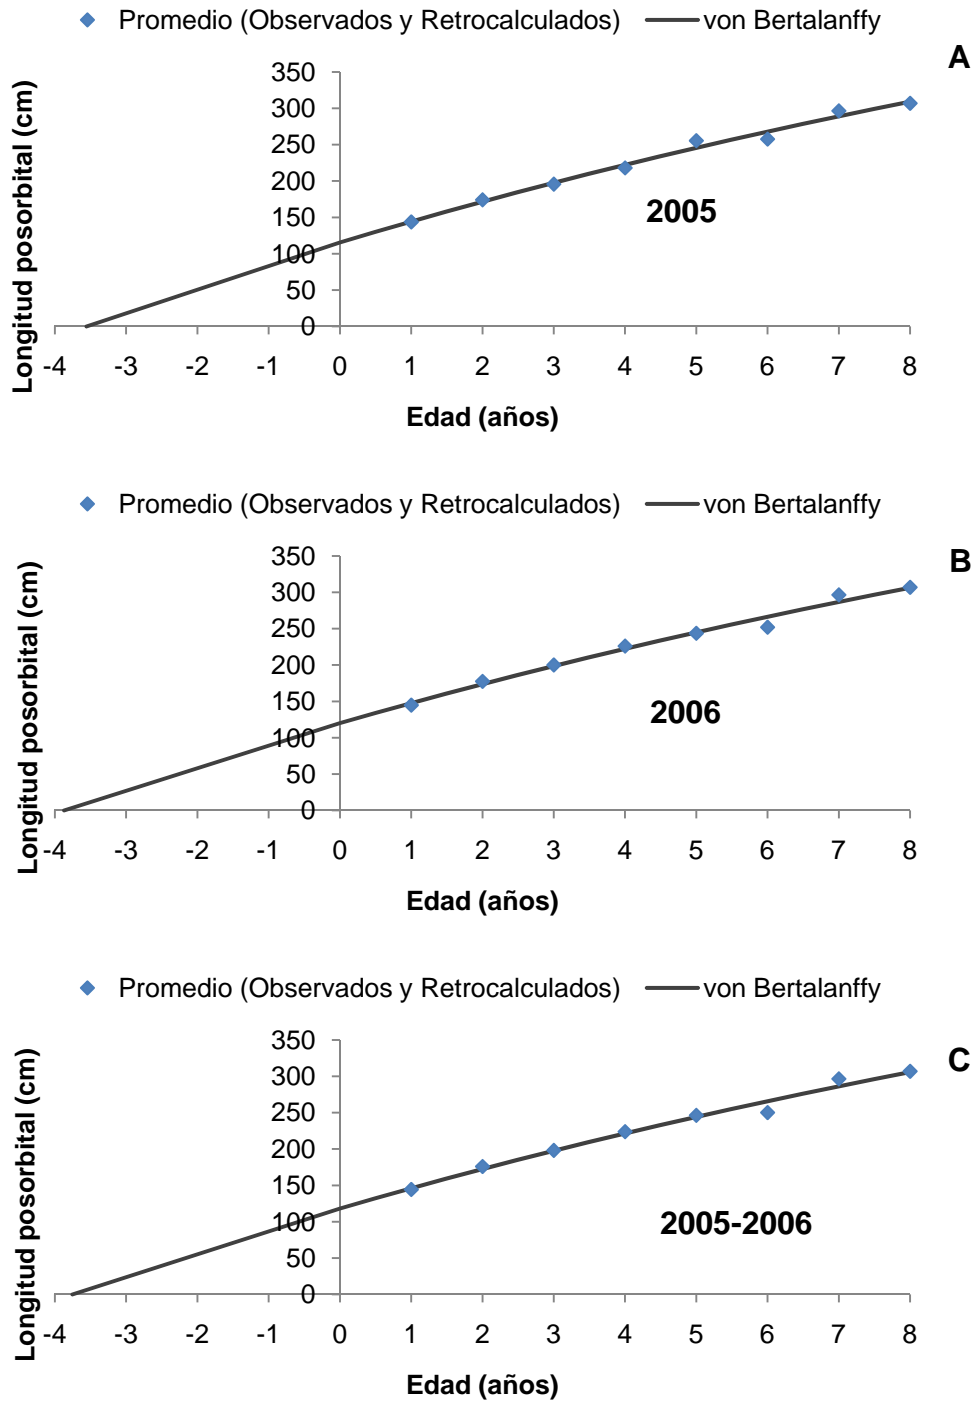 Promedio (Observados y Retrocalculados) von Bertalanffy
A
Longitud posorbital (cm)
350
300
250
200
150
100
50
0
2005
-4 -3 -2 -1 0 1 2 3 4 5 6 7 8
Edad (años)
Promedio (Observados y Retrocalculados) von Bertalanffy
B
Longitud posorbital (cm)
350
300
250
200
150
100
50
0
2006
-4 -3 -2 -1 0 1 2 3 4 5 6 7 8
Edad (años)
Promedio (Observados y Retrocalculados) von Bertalanffy
C
Longitud posorbital (cm)
350
300
250
200
150
100
50
0
2005-2006
-4 -3 -2 -1 0 1 2 3 4 5 6 7 8
Edad (años)